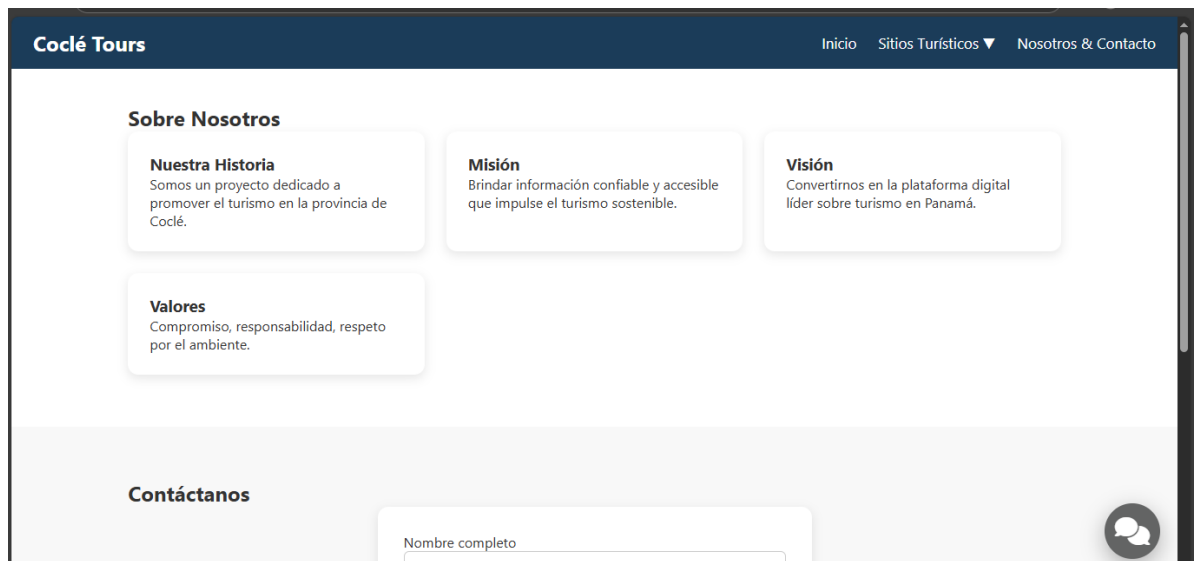 Coclé Tours
Inicio Sitios Turísticos ▼ Nosotros & Contacto
Sobre Nosotros
Nuestra Historia
Somos un proyecto dedicado a
promover el turismo en la provincia de
Coclé.
Misión
Brindar información confiable y accesible
que impulse el turismo sostenible.
Visión
Convertirnos en la plataforma digital
líder sobre turismo en Panamá.
Valores
Compromiso, responsabilidad, respeto
por el ambiente.
Contáctanos
Nombre completo